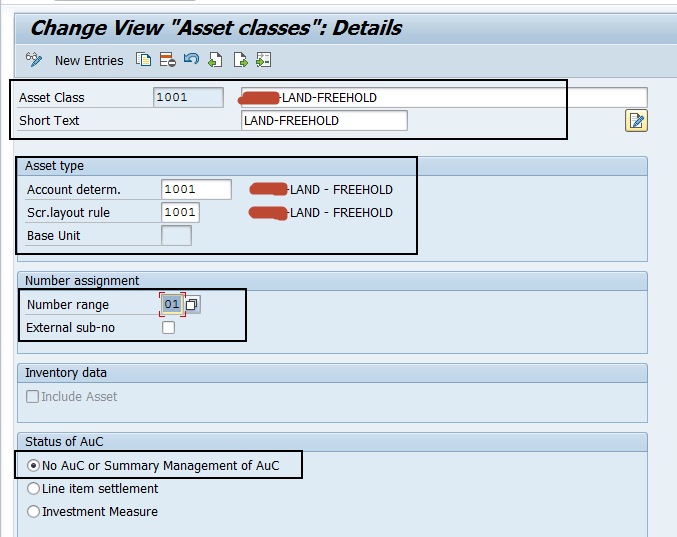 Change View "Asset classes": Details
New Entries
Asset Class 1001 -LAND-FREEHOLD
Short Text LAND-FREEHOLD
Asset type
Account determ. 1001 -LAND - FREEHOLD
Scr.layout rule 1001 -LAND - FREEHOLD
Base Unit
Number assignment
Number range 01
External sub-no
Inventory data
Include Asset
Status of AuC
No AuC or Summary Management of AuC
Line item settlement
Investment Measure